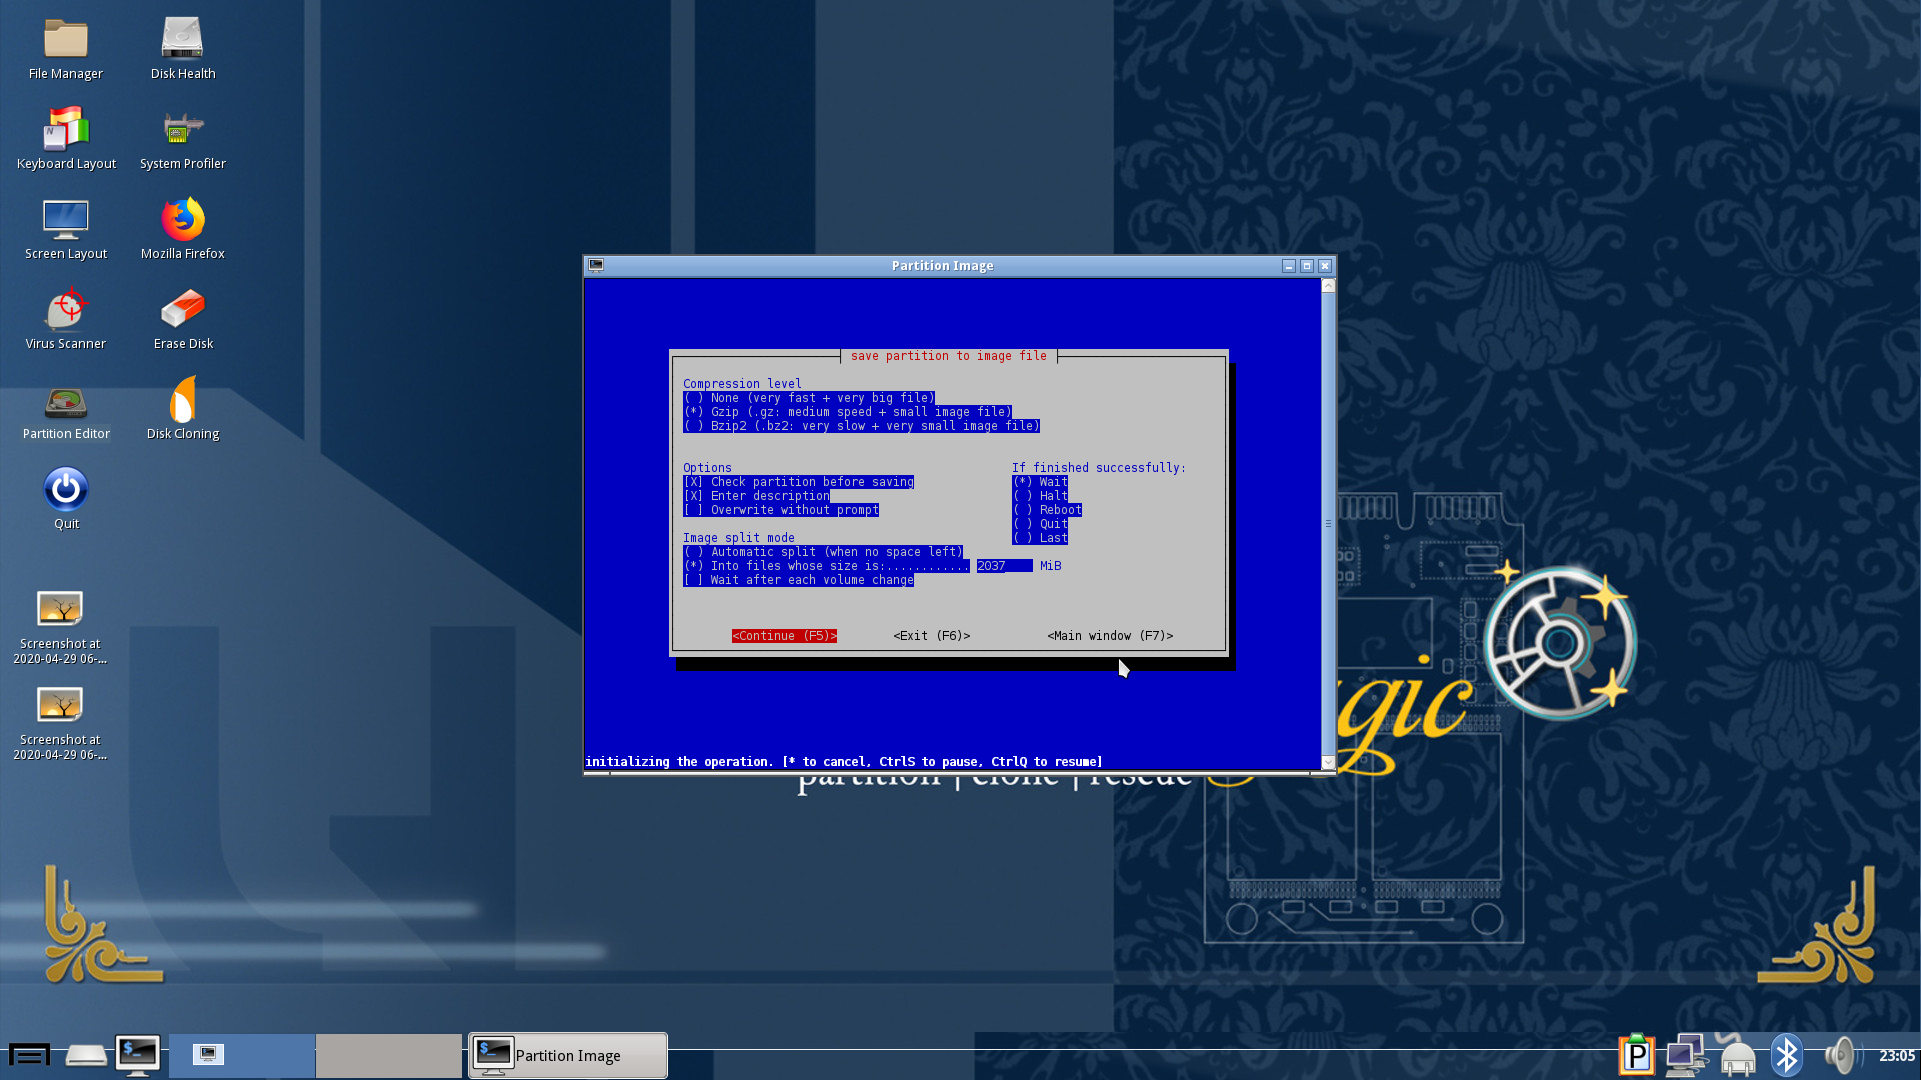 File Manager
Disk Health
Keyboard Layout
System Profiler
Screen Layout
Mozilla Firefox
Virus Scanner
Erase Disk
Partition Editor
Disk Cloning
Quit
Screenshot at
2020-04-29 06-...
Screenshot at
2020-04-29 06-...
Partition Image
save partition to image file
Compression level
( ) None (very fast + very big file)
(*) Gzip (.gz: medium speed + small image file)
( ) Bzip2 (.bz2: very slow + very small image file)
Options
If finished successfully:
[X] Check partition before saving
(*) Wait
[X] Enter description
( ) Halt
[ ] Overwrite without prompt
( ) Reboot
( ) Quit
Image split mode
( ) Last
( ) Automatic split (when no space left)
(*) Into files whose size is:............ 2037____ MiB
[ ] Wait after each volume change
<Continue (F5)> <Exit (F6)> <Main window (F7)>
initializing the operation. [* to cancel, CtrlS to pause, CtrlQ to resume]
gic
partition | clone | rescue
Partition Image
23:05